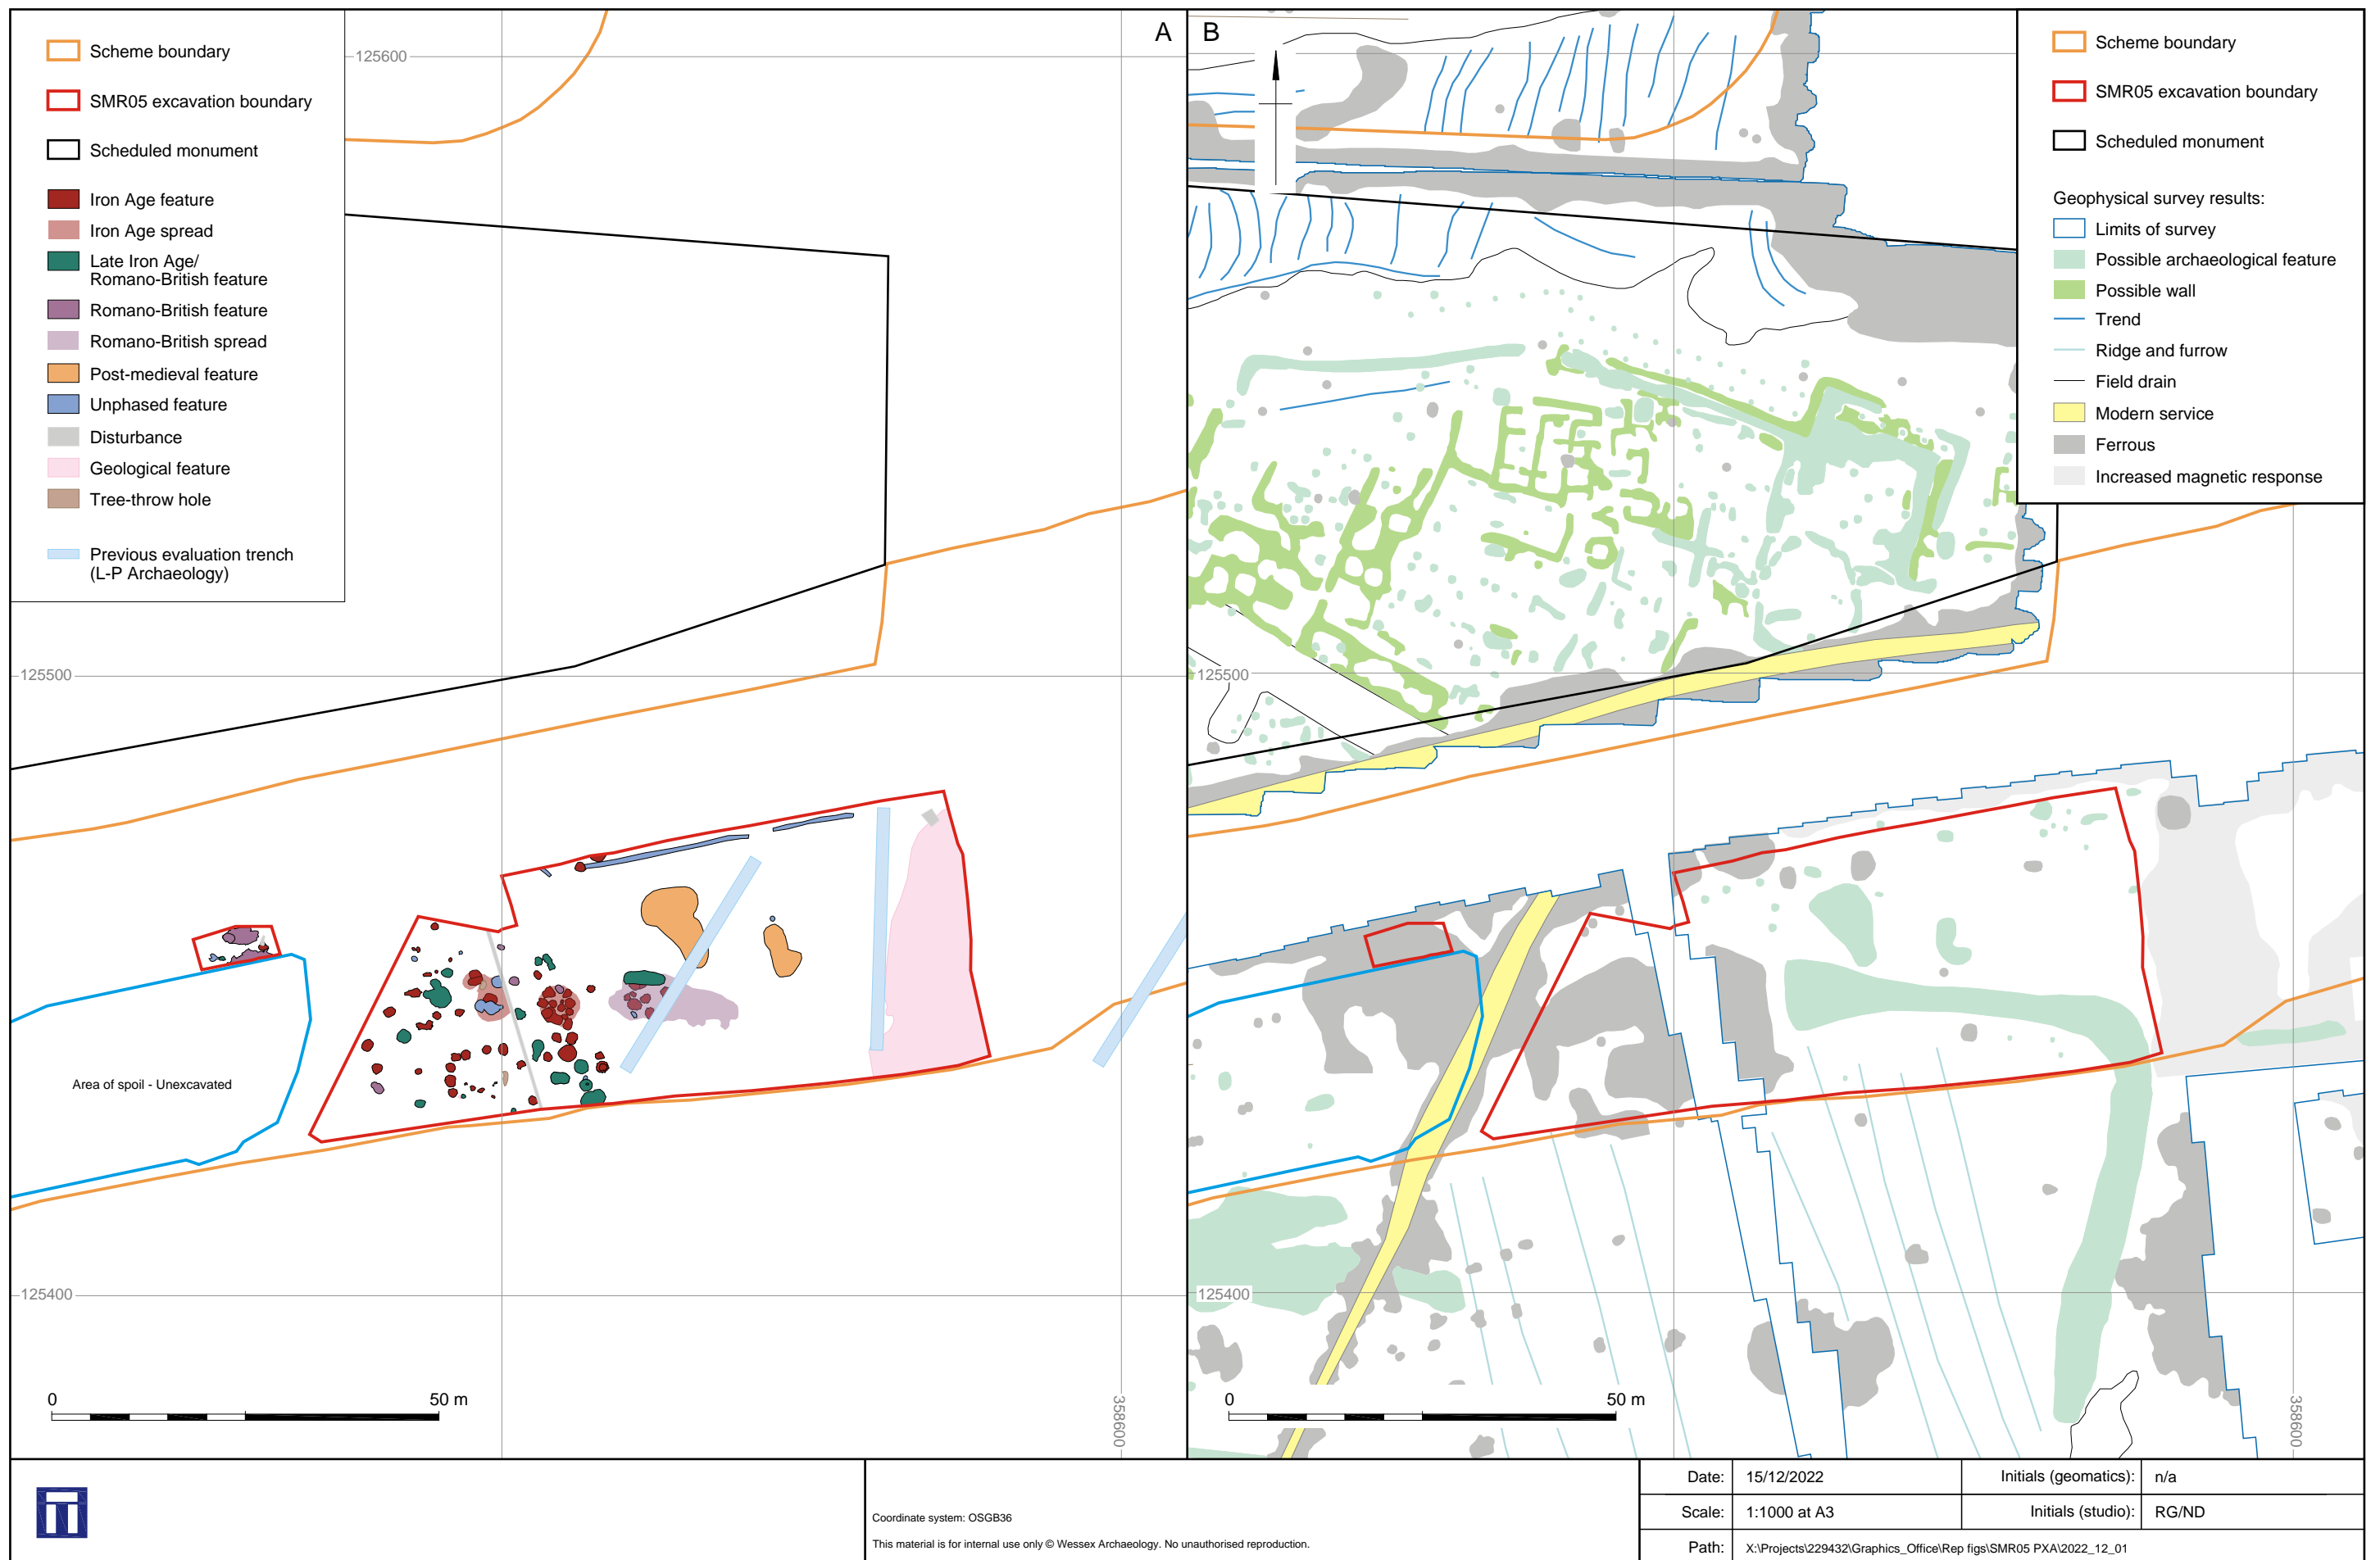 Scheme boundary
SMR05 excavation boundary
Scheduled monument
Iron Age feature
Iron Age spread
Late Iron Age/
Romano-British feature
Romano-British feature
Romano-British spread
Post-medieval feature
Unphased feature
Disturbance
Geological feature
Tree-throw hole
Previous evaluation trench
(L-P Archaeology)
A
125600
125500
125400
358600
Area of spoil - Unexcavated
0 50 m
B
Scheme boundary
SMR05 excavation boundary
Scheduled monument
Geophysical survey results:
Limits of survey
Possible archaeological feature
Possible wall
Trend
Ridge and furrow
Field drain
Modern service
Ferrous
Increased magnetic response
125500
125400
358600
0 50 m
Coordinate system: OSGB36
This material is for internal use only © Wessex Archaeology. No unauthorised reproduction.
Date: 15/12/2022 Initials (geomatics): n/a
Scale: 1:1000 at A3 Initials (studio): RG/ND
Path: X:\Projects\229432\Graphics_Office\Rep figs\SMR05 PXA\2022_12_01